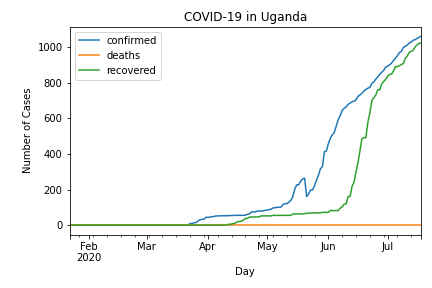 COVID-19 in Uganda
confirmed
deaths
recovered
Number of Cases
1000
800
600
400
200
0
Feb Mar Apr May Jun Jul
2020
Day